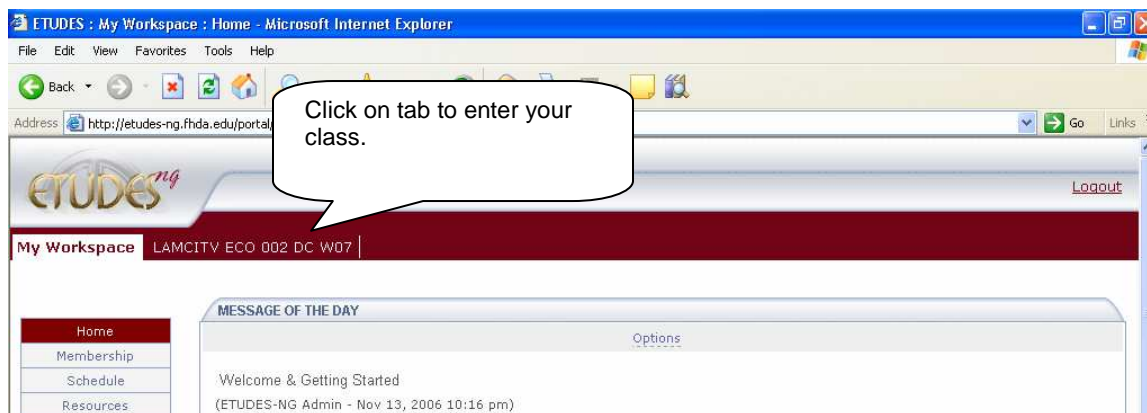 ETUDES : My Workspace : Home - Microsoft Internet Explorer
File Edit View Favorites Tools Help
Back
Click on tab to enter your
class.
Address http://etudes-ng.fhda.edu/portal/ Go Links
ETUDES ng
Logout
My Workspace LAMCITV ECO 002 DC W07
MESSAGE OF THE DAY
Home
Options
Membership
Schedule
Welcome & Getting Started
Resources
(ETUDES-NG Admin - Nov 13, 2006 10:16 pm)